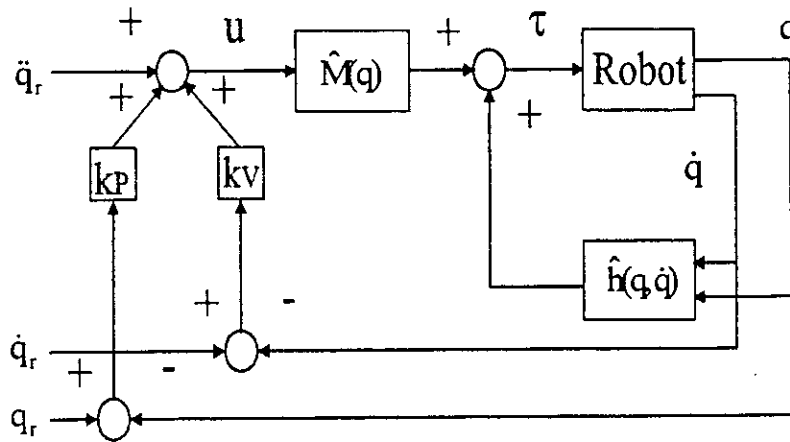 + u + τ q
q̈ᵣ M̂(q) Robot
+ + +
kP kV q̇
ĥ(q,q̇)
+ -
q̇ᵣ
+ -
qᵣ